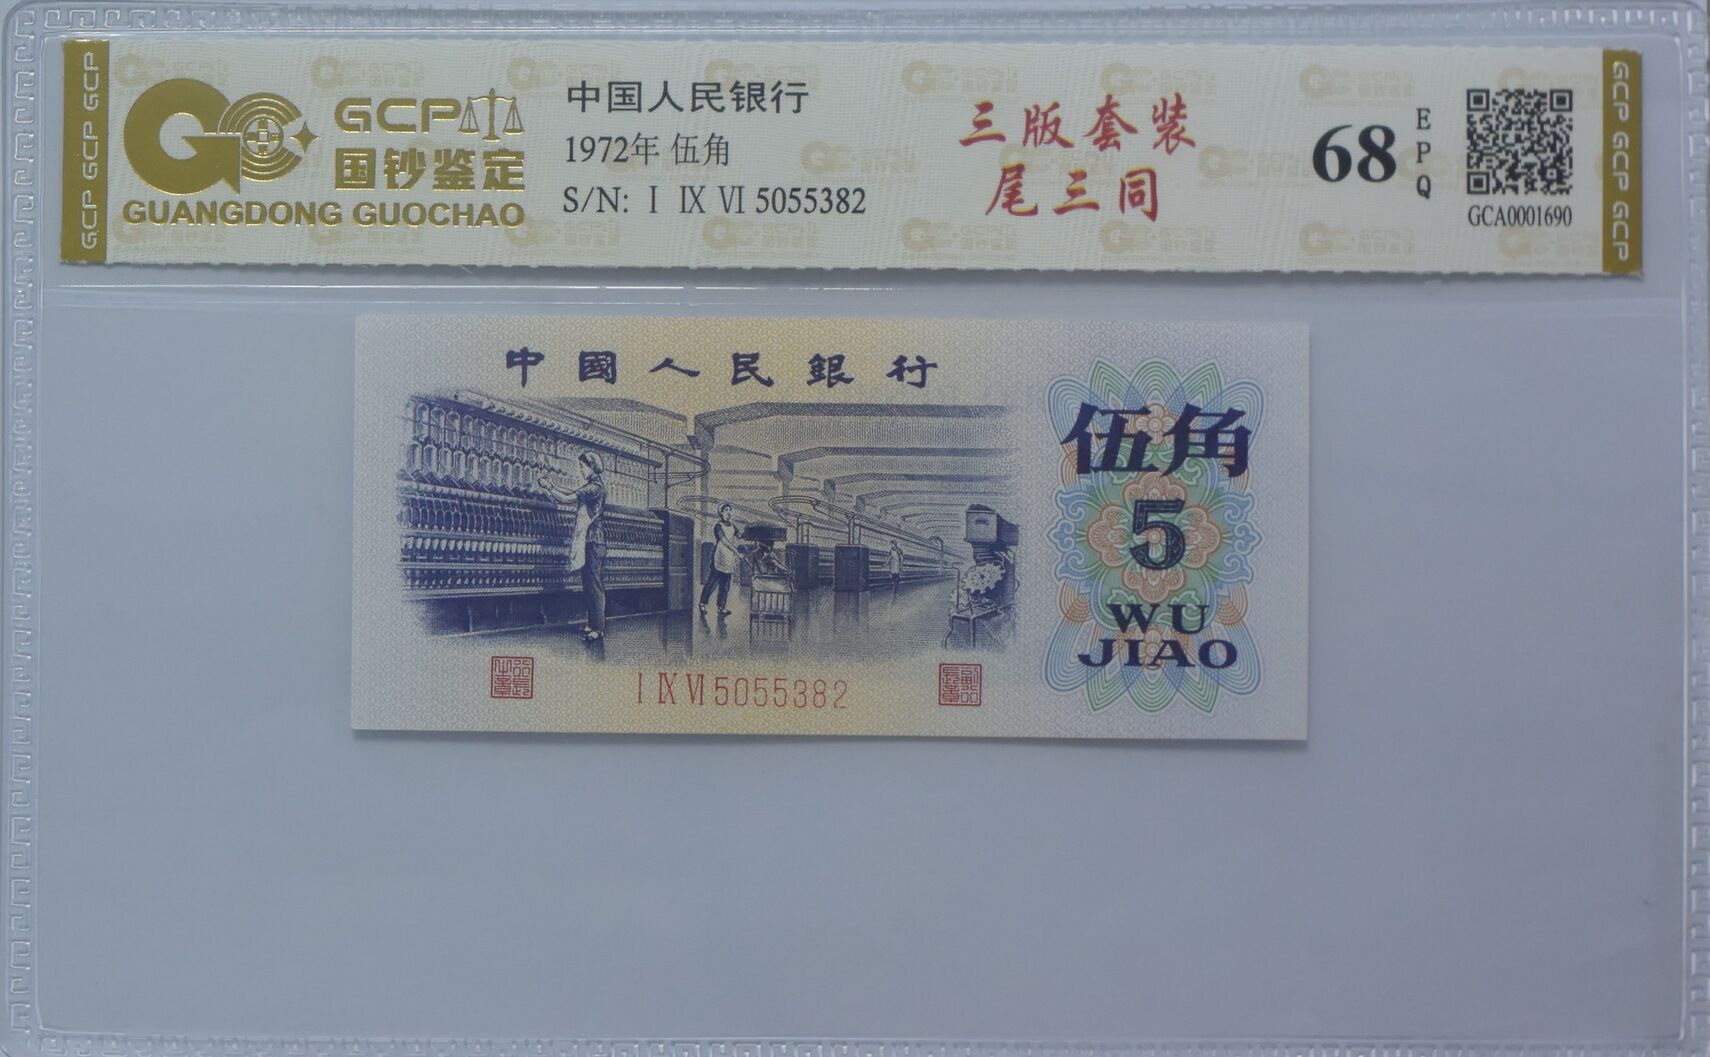 GCP GCP GCP
GCP
国钞鉴定
GUANGDONG GUOCHAO
中国人民银行
1972年 伍角
S/N: I IX VI 5055382
三版套装
尾三同
68
EPQ
GCA0001690
GCP GCP GCP
中國人民銀行
伍角
5
WU
JIAO
I IX VI 5055382